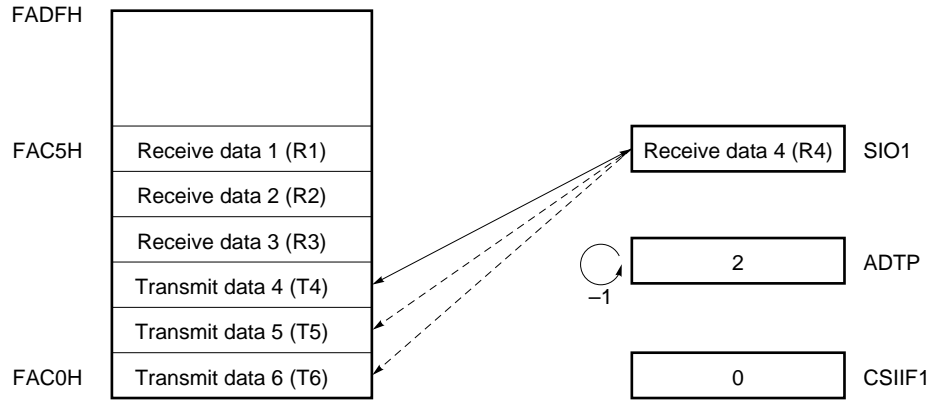 FADFH
FAC5H Receive data 1 (R1) Receive data 4 (R4) SIO1
Receive data 2 (R2)
Receive data 3 (R3) 2 ADTP
Transmit data 4 (T4) –1
Transmit data 5 (T5)
FAC0H Transmit data 6 (T6) 0 CSIIF1